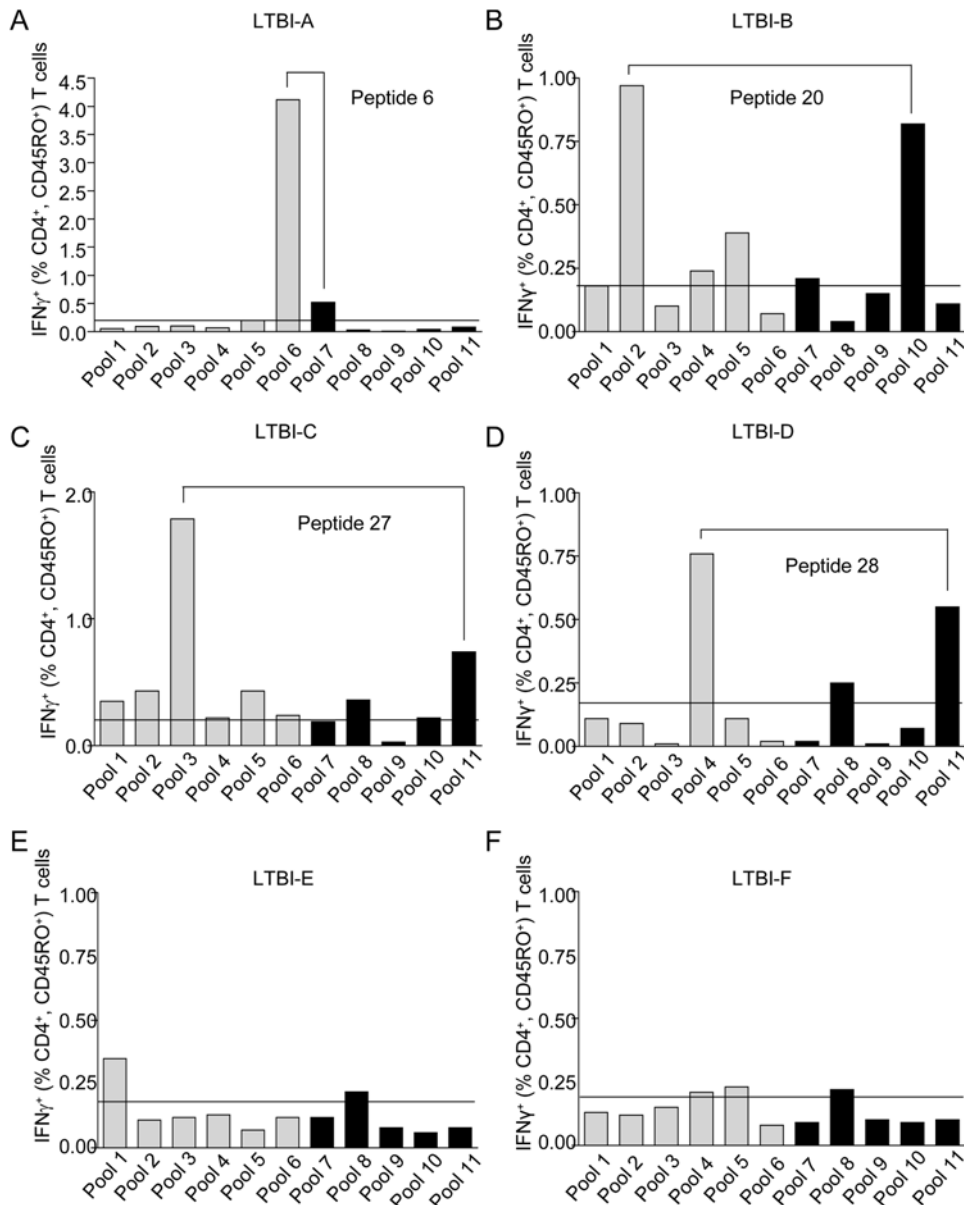 A
LTBI-A
IFNγ⁺ (% CD4⁺, CD45RO⁺) T cells
4.5
4.0
3.5
3.0
2.5
2.0
1.5
1.0
0.5
0.0
Peptide 6
Pool 1 Pool 2 Pool 3 Pool 4 Pool 5 Pool 6 Pool 7 Pool 8 Pool 9 Pool 10 Pool 11
B
LTBI-B
IFNγ⁺ (% CD4⁺, CD45RO⁺) T cells
1.00
0.75
0.50
0.25
0.00
Peptide 20
Pool 1 Pool 2 Pool 3 Pool 4 Pool 5 Pool 6 Pool 7 Pool 8 Pool 9 Pool 10 Pool 11
C
LTBI-C
IFNγ⁺ (% CD4⁺, CD45RO⁺) T cells
2.0
1.0
0.0
Peptide 27
Pool 1 Pool 2 Pool 3 Pool 4 Pool 5 Pool 6 Pool 7 Pool 8 Pool 9 Pool 10 Pool 11
D
LTBI-D
IFNγ⁺ (% CD4⁺, CD45RO⁺) T cells
1.00
0.75
0.50
0.25
0.00
Peptide 28
Pool 1 Pool 2 Pool 3 Pool 4 Pool 5 Pool 6 Pool 7 Pool 8 Pool 9 Pool 10 Pool 11
E
LTBI-E
IFNγ⁺ (% CD4⁺, CD45RO⁺) T cells
1.00
0.75
0.50
0.25
0.00
Pool 1 Pool 2 Pool 3 Pool 4 Pool 5 Pool 6 Pool 7 Pool 8 Pool 9 Pool 10 Pool 11
F
LTBI-F
IFNγ⁺ (% CD4⁺, CD45RO⁺) T cells
1.00
0.75
0.50
0.25
0.00
Pool 1 Pool 2 Pool 3 Pool 4 Pool 5 Pool 6 Pool 7 Pool 8 Pool 9 Pool 10 Pool 11